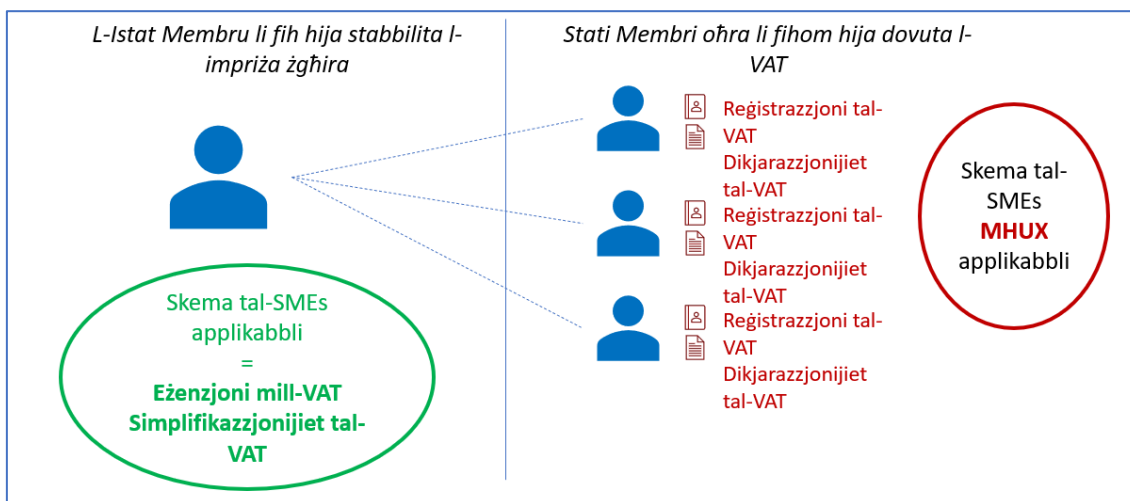 L-Istat Membru li fih hija stabbilita l-
impriża żgħira
Skema tal-SMEs
applikabbli
=
Eżenzjoni mill-VAT
Simplifikazzjonijiet tal-
VAT
Stati Membri oħra li fihom hija dovuta l-
VAT
Reġistrazzjoni tal-
VAT
Dikjarazzjonijiet
tal-VAT
Reġistrazzjoni tal-
VAT
Dikjarazzjonijiet
tal-VAT
Reġistrazzjoni tal-
VAT
Dikjarazzjonijiet
tal-VAT
Skema tal-
SMEs
MHUX
applikabbli